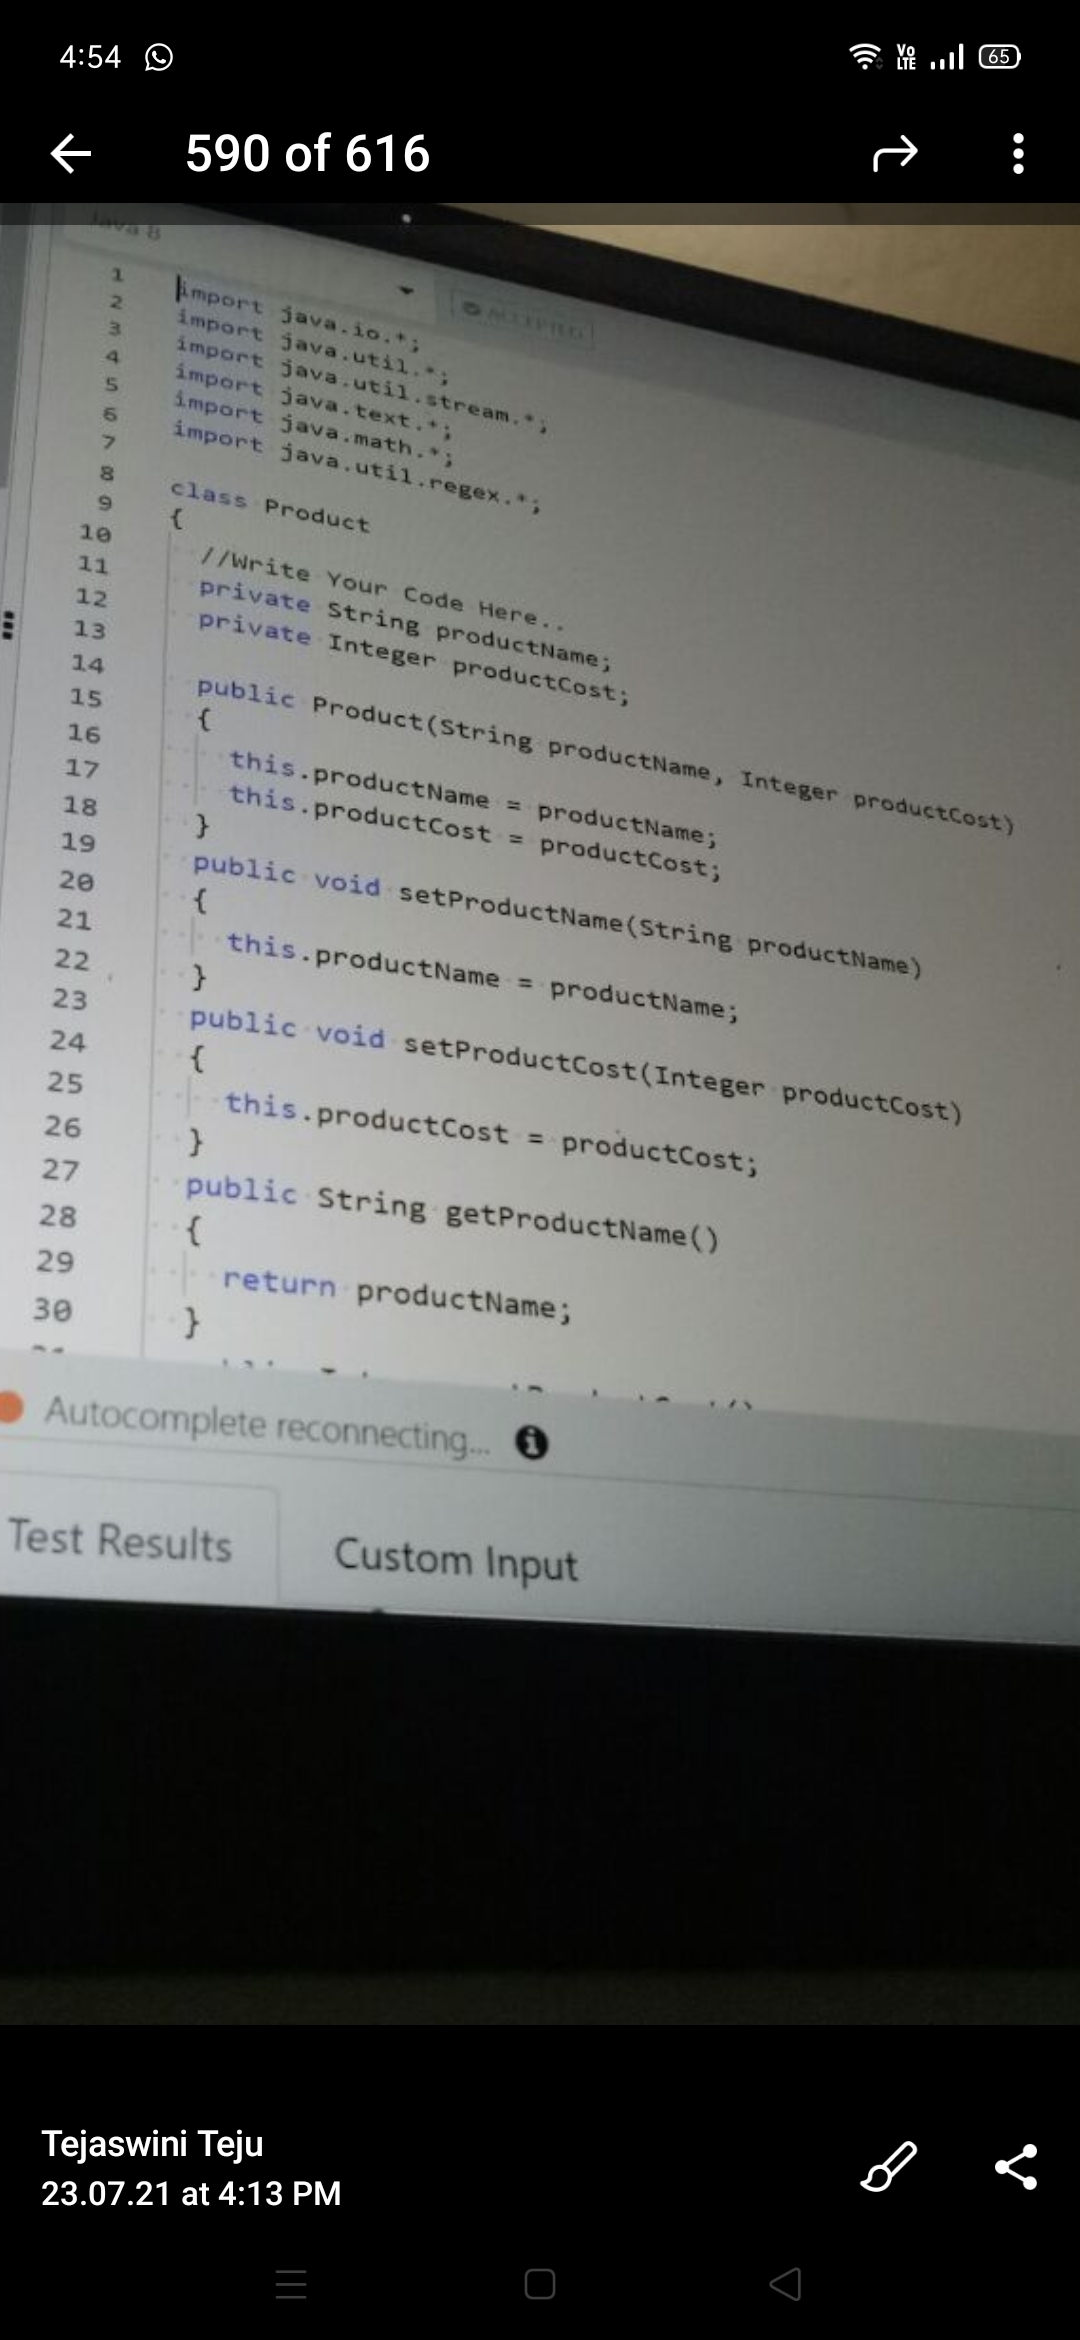 4:54
Vo LTE
65
590 of 616
Java 8
ACCEPTED
1 import java.io.*;
2 import java.util.*;
3 import java.util.stream.*;
4 import java.text.*;
5 import java.math.*;
6 import java.util.regex.*;
7
8 class Product
9 {
10 //Write Your Code Here..
11 private String productName;
12 private Integer productCost;
13
14 public Product(String productName, Integer productCost)
15 {
16 this.productName = productName;
17 this.productCost = productCost;
18 }
19 public void setProductName(String productName)
20 {
21 this.productName = productName;
22 }
23 public void setProductCost(Integer productCost)
24 {
25 this.productCost = productCost;
26 }
27 public String getProductName()
28 {
29 return productName;
30 }
Autocomplete reconnecting...
Test Results
Custom Input
Tejaswini Teju
23.07.21 at 4:13 PM